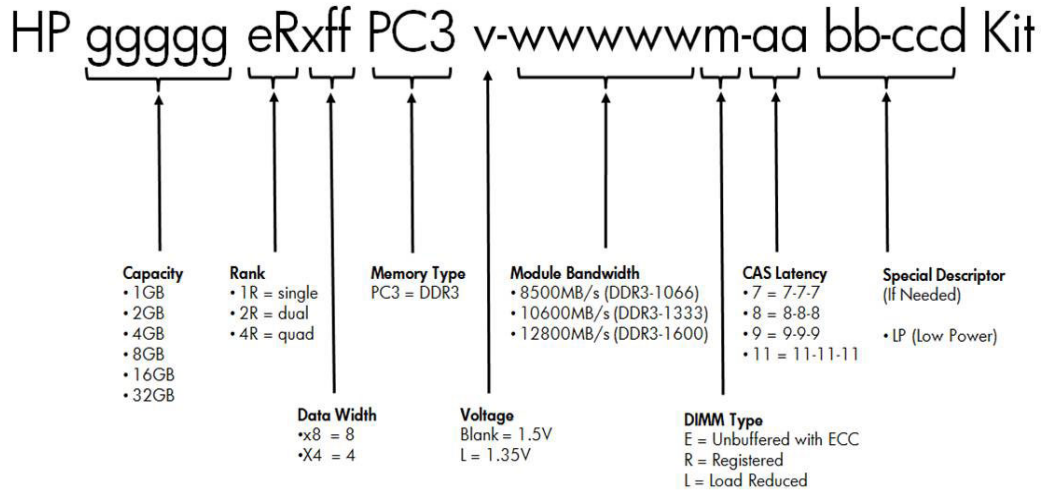 HP ggggg eRxff PC3 v-wwwwwm-aa bb-ccd Kit
Capacity
• 1GB
• 2GB
• 4GB
• 8GB
• 16GB
• 32GB
Rank
• 1R = single
• 2R = dual
• 4R = quad
Memory Type
PC3 = DDR3
Module Bandwidth
• 8500MB/s (DDR3-1066)
• 10600MB/s (DDR3-1333)
• 12800MB/s (DDR3-1600)
CAS Latency
• 7 = 7-7-7
• 8 = 8-8-8
• 9 = 9-9-9
• 11 = 11-11-11
Special Descriptor
(If Needed)
• LP (Low Power)
Data Width
•x8 = 8
•X4 = 4
Voltage
Blank = 1.5V
L = 1.35V
DIMM Type
E = Unbuffered with ECC
R = Registered
L = Load Reduced